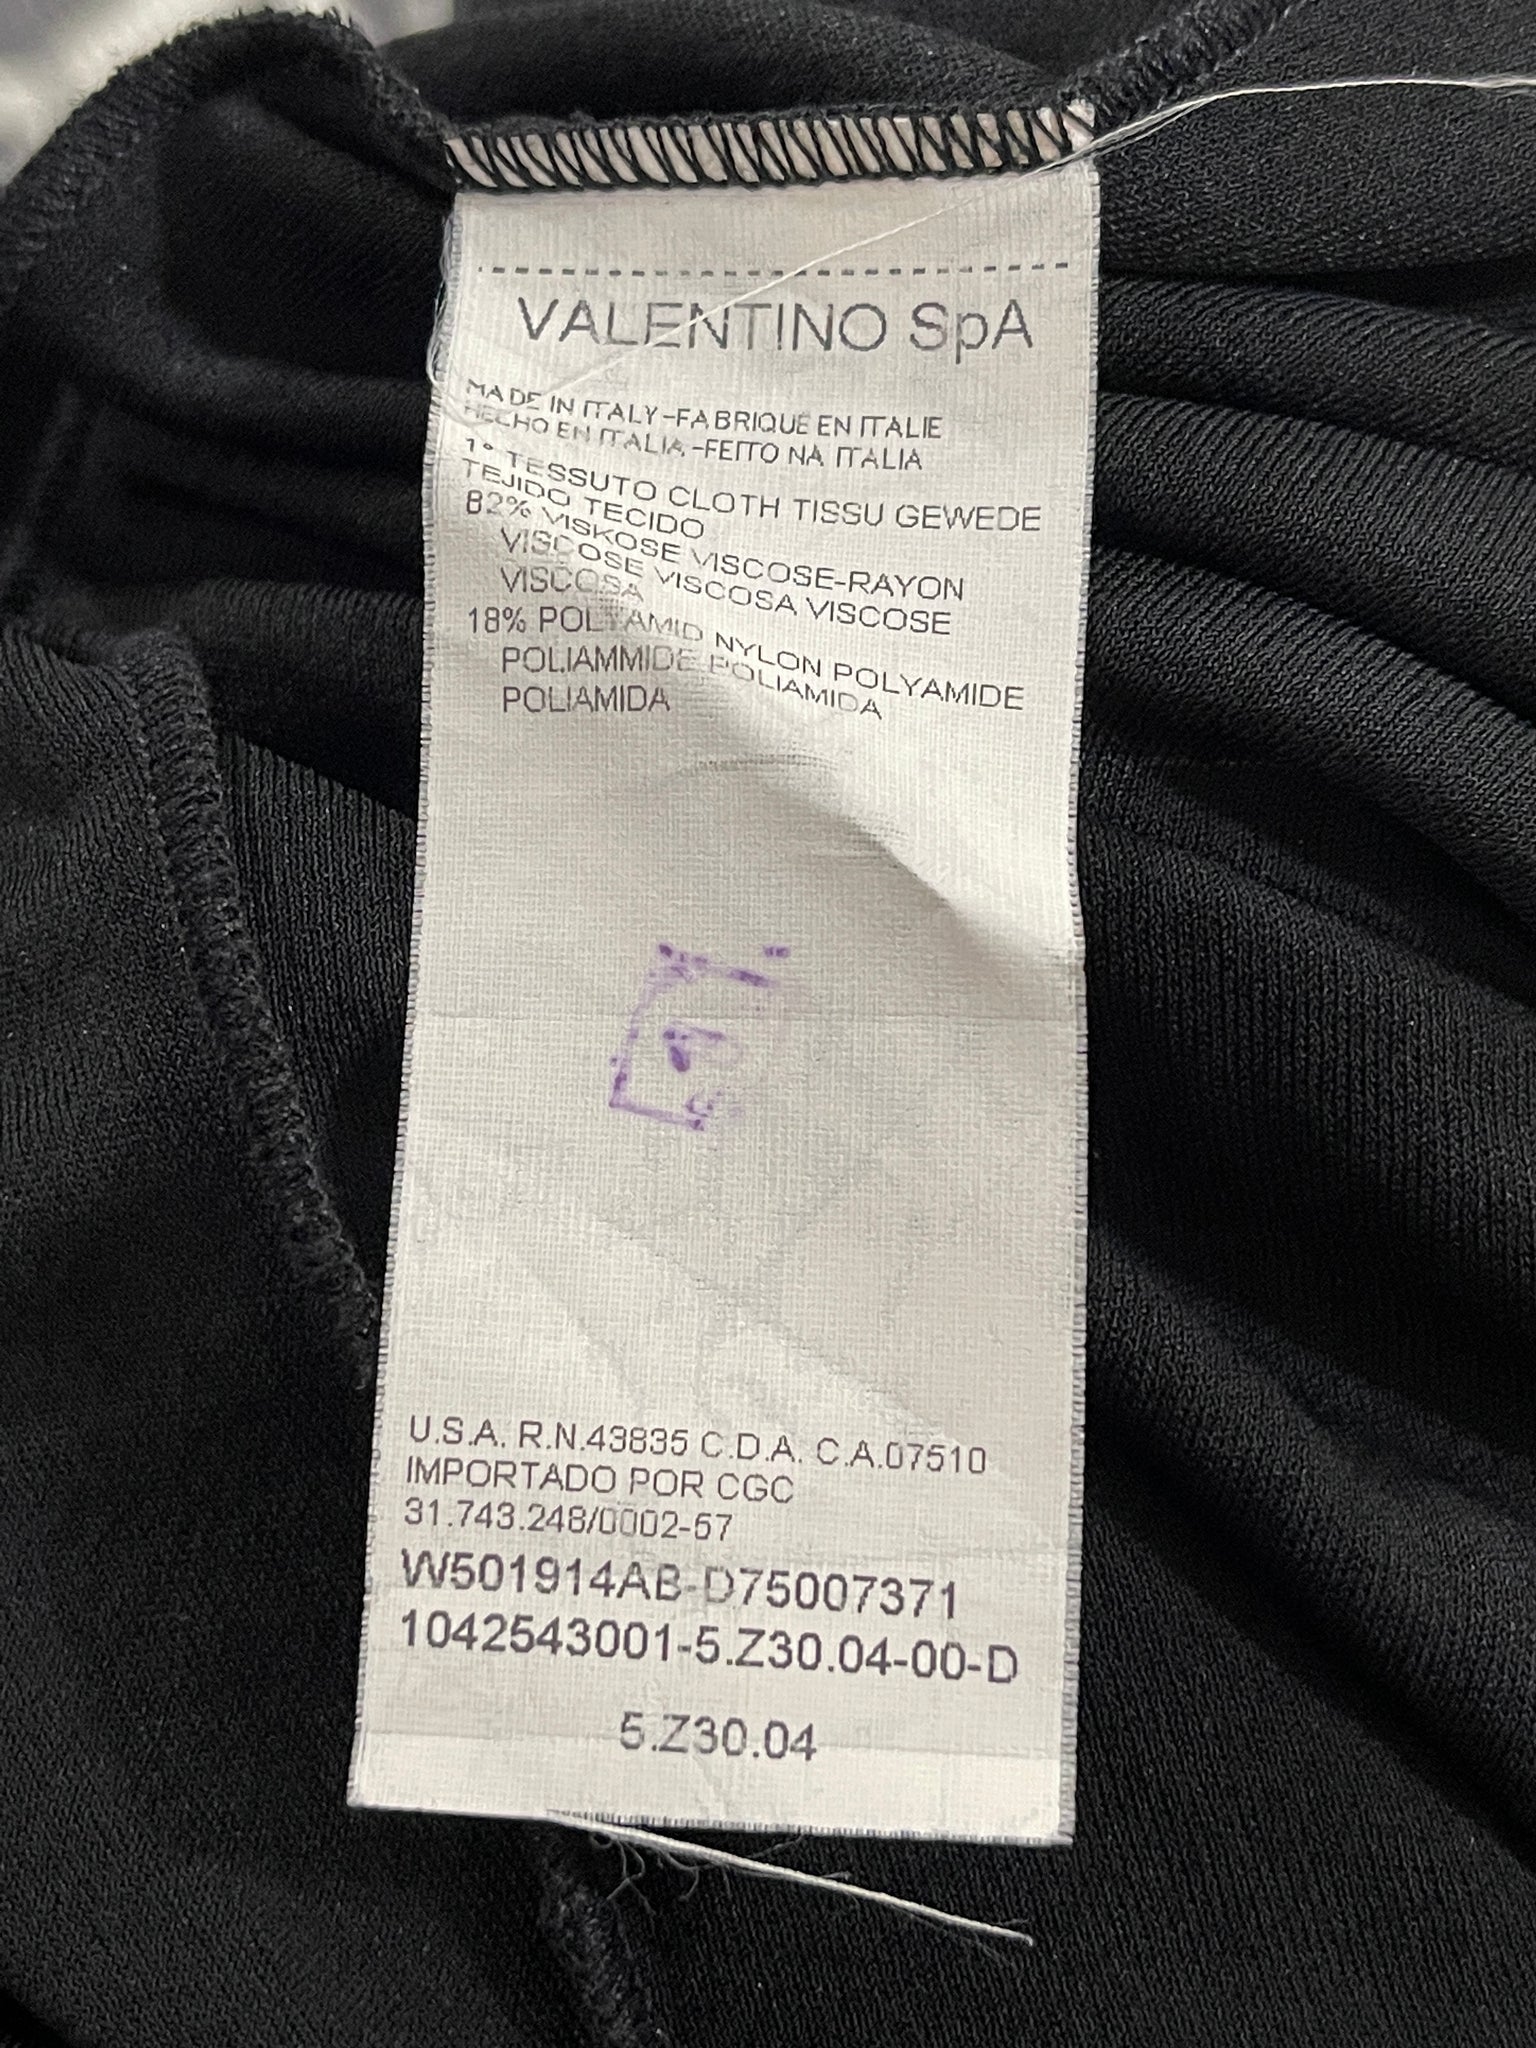 VALENTINO SpA
MADE IN ITALY-FABRIQUE EN ITALIE
HECHO EN ITALIA-FEITO NA ITALIA
1° TESSUTO CLOTH TISSU GEWEDE
TEJIDO TECIDO
82% VISKOSE VISCOSE-RAYON
VISCOSE VISCOSA VISCOSE
VISCOSA
18% POLYAMID NYLON POLYAMIDE
POLIAMMIDE POLIAMIDA
POLIAMIDA
U.S.A. R.N.43835 C.D.A. C.A.07510
IMPORTADO POR CGC
31.743.248/0002-57
W501914AB-D75007371
1042543001-5.Z30.04-00-D
5.Z30.04